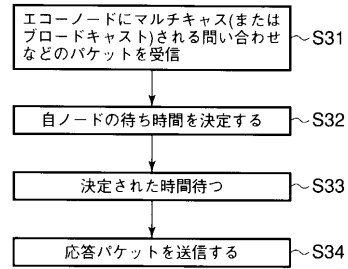 エコーノードにマルチキャス(または
ブロードキャスト)される問い合わせ
などのパケットを受信
S31
自ノードの待ち時間を決定する
S32
決定された時間待つ
S33
応答パケットを送信する
S34